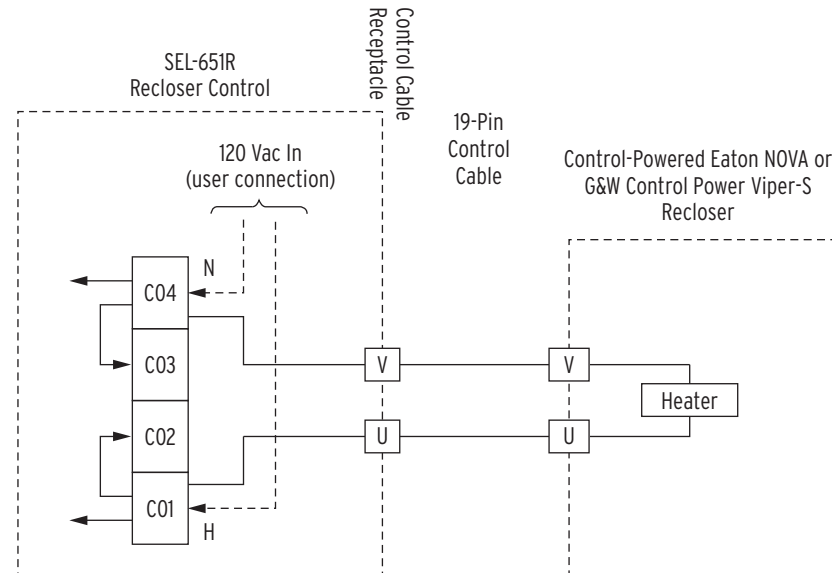 Control Cable
Receptacle
SEL-651R
Recloser Control
19-Pin
Control
Cable
120 Vac In
(user connection)
Control-Powered Eaton NOVA or
G&W Control Power Viper-S
Recloser
N
C04
C03
V
V
Heater
C02
U
U
C01
H